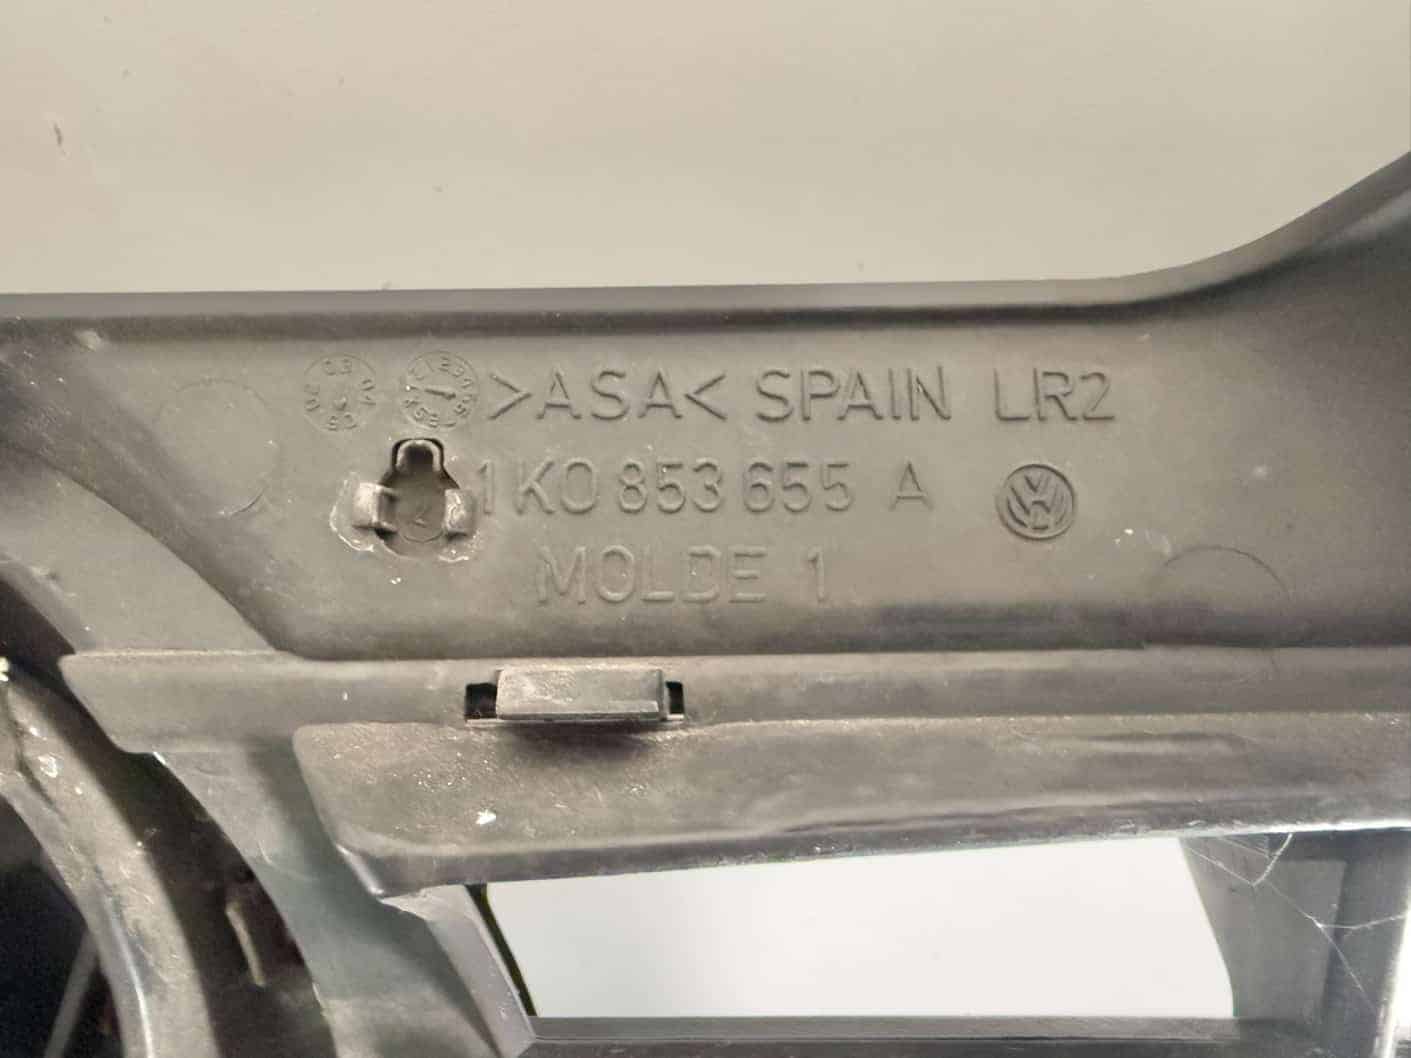 >ASA< SPAIN LR2
1K0 853 655 A
MOLDE 1